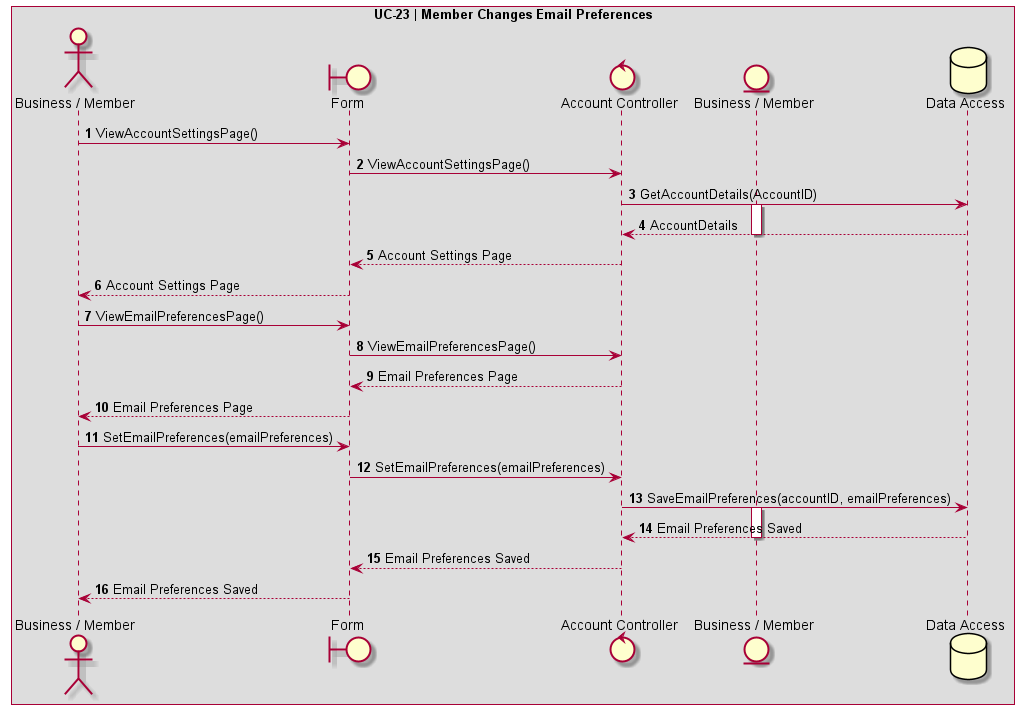 UC-23 | Member Changes Email Preferences
Business / Member
Form
Account Controller
Business / Member
Data Access
1 ViewAccountSettingsPage()
2 ViewAccountSettingsPage()
3 GetAccountDetails(AccountID)
4 AccountDetails
5 Account Settings Page
6 Account Settings Page
7 ViewEmailPreferencesPage()
8 ViewEmailPreferencesPage()
9 Email Preferences Page
10 Email Preferences Page
11 SetEmailPreferences(emailPreferences)
12 SetEmailPreferences(emailPreferences)
13 SaveEmailPreferences(accountID, emailPreferences)
14 Email Preferences Saved
15 Email Preferences Saved
16 Email Preferences Saved
Business / Member
Form
Account Controller
Business / Member
Data Access